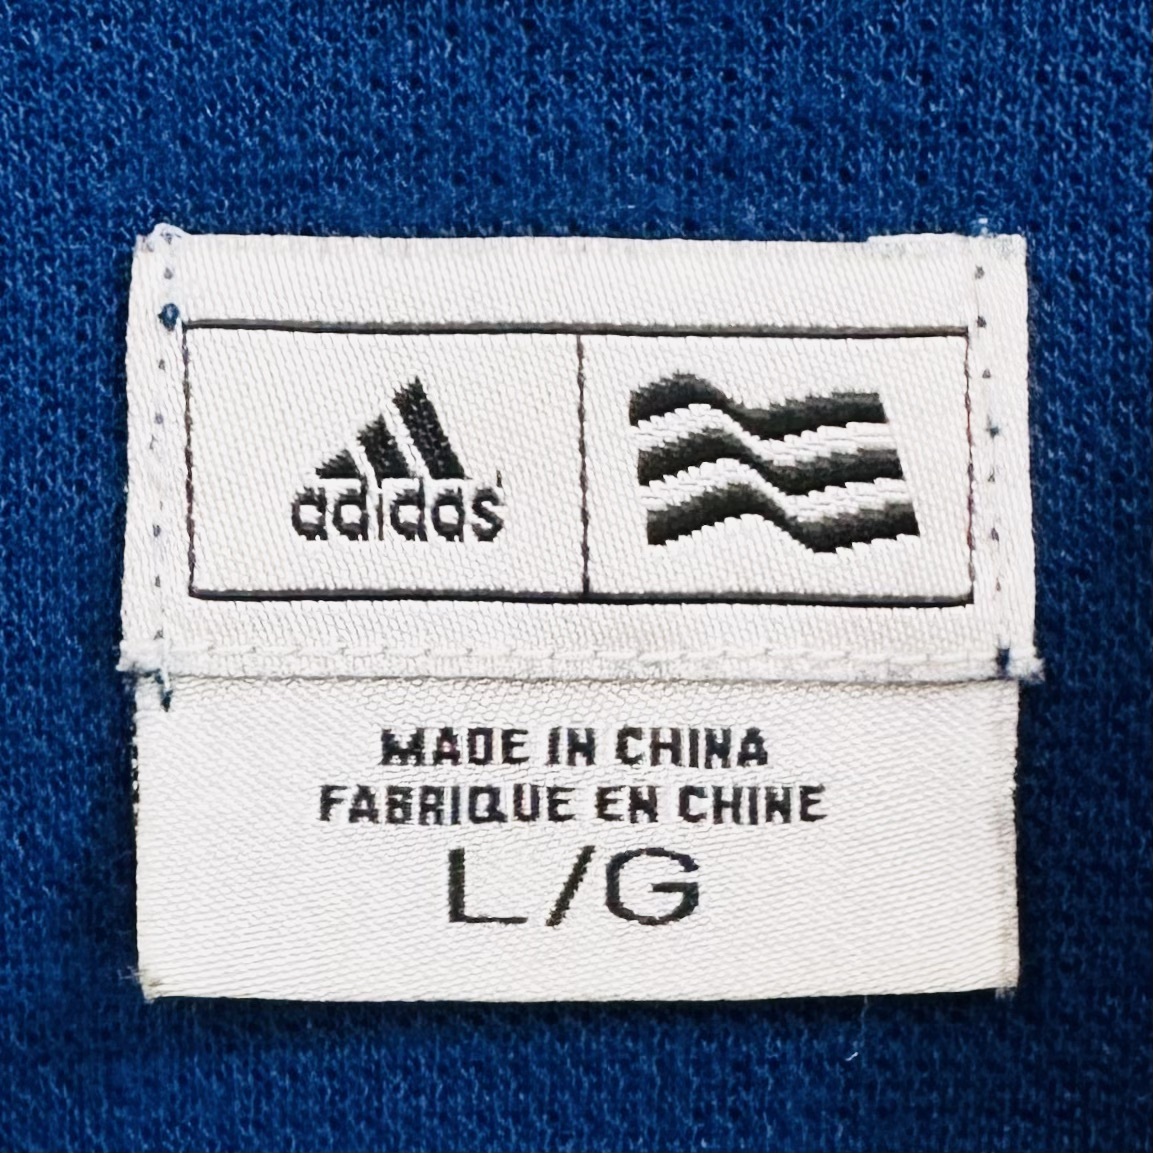 adidas
MADE IN CHINA
FABRIQUE EN CHINE
L/G